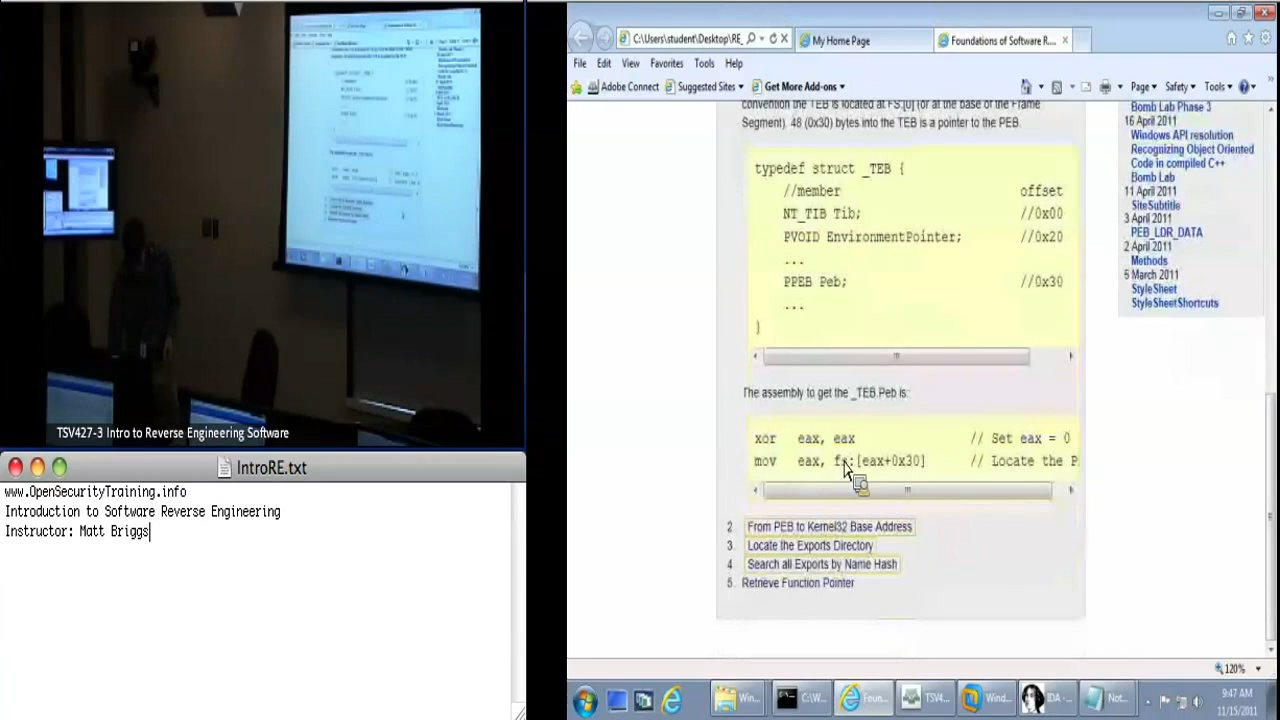 TSV427-3 Intro to Reverse Engineering Software
IntroRE.txt
www.OpenSecurityTraining.info
Introduction to Software Reverse Engineering
Instructor: Matt Briggs
C:\Users\student\Desktop\RE_
My Home Page
Foundations of Software R...
File Edit View Favorites Tools Help
Adobe Connect Suggested Sites Get More Add-ons
Page Safety Tools
convention the TEB is located at FS:[0] (or at the base of the Frame
Segment). 48 (0x30) bytes into the TEB is a pointer to the PEB.
typedef struct _TEB {
//member offset
NT_TIB Tib; //0x00
PVOID EnvironmentPointer; //0x20
...
PPEB Peb; //0x30
...
}
The assembly to get the _TEB.Peb is:
xor eax, eax // Set eax = 0
mov eax, fs:[eax+0x30] // Locate the P
2 From PEB to Kernel32 Base Address
3. Locate the Exports Directory
4 Search all Exports by Name Hash
5. Retrieve Function Pointer
Bomb Lab Phase 3
16 April 2011
Windows API resolution
Recognizing Object Oriented
Code in compiled C++
Bomb Lab
11 April 2011
SiteSubtitle
3 April 2011
PEB_LDR_DATA
2 April 2011
Methods
5 March 2011
StyleSheet
StyleSheetShortcuts
120%
Win... C:\W... Foun... TSV4... Wind... IDA -... Not...
9:47 AM
11/15/2011